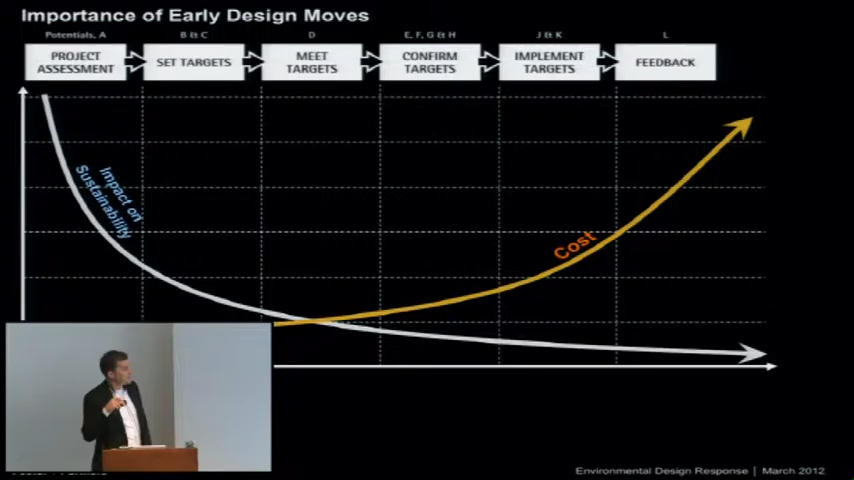 Importance of Early Design Moves
Potentials, A
B & C
D
E, F, G & H
J & K
L
PROJECT
ASSESSMENT
SET TARGETS
MEET
TARGETS
CONFIRM
TARGETS
IMPLEMENT
TARGETS
FEEDBACK
Impact on
Sustainability
Cost
Environmental Design Response | March 2012